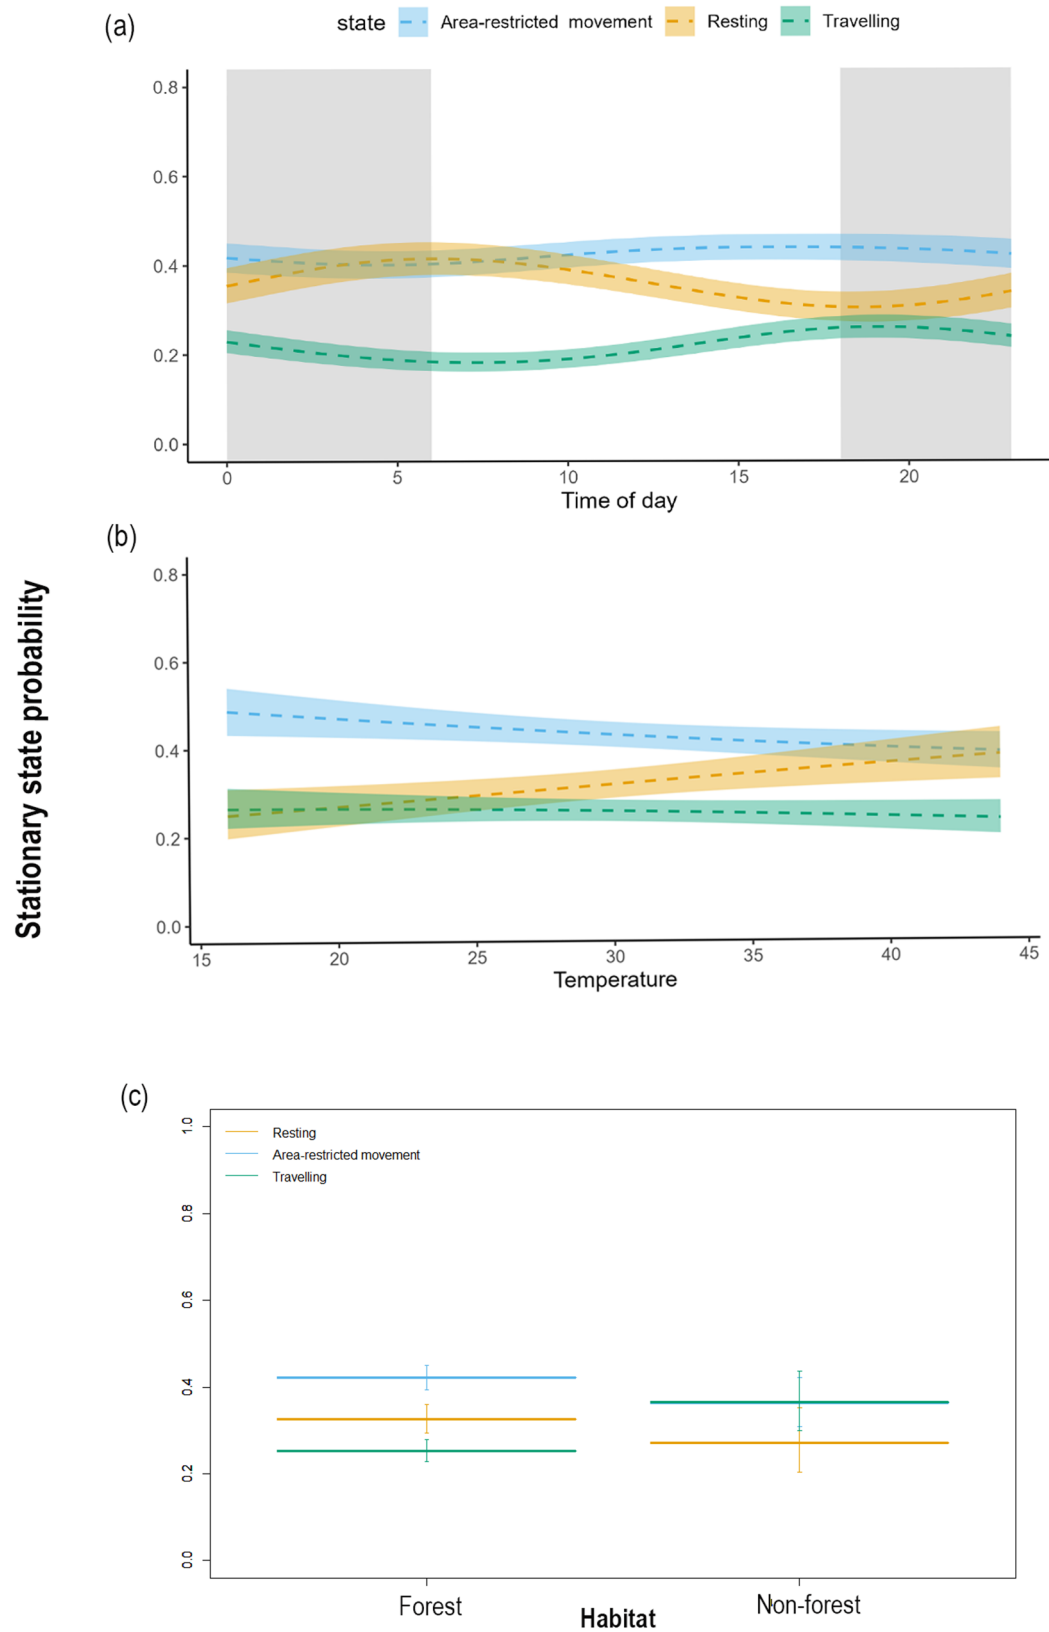 (a)
state Area-restricted movement Resting Travelling
0.8
0.6
0.4
0.2
0.0
0 5 10 15 20
Time of day
(b)
Stationary state probability
0.8
0.6
0.4
0.2
0.0
15 20 25 30 35 40 45
Temperature
(c)
Resting
Area-restricted movement
Travelling
1.0
0.8
0.6
0.4
0.2
0.0
Forest Non-forest
Habitat